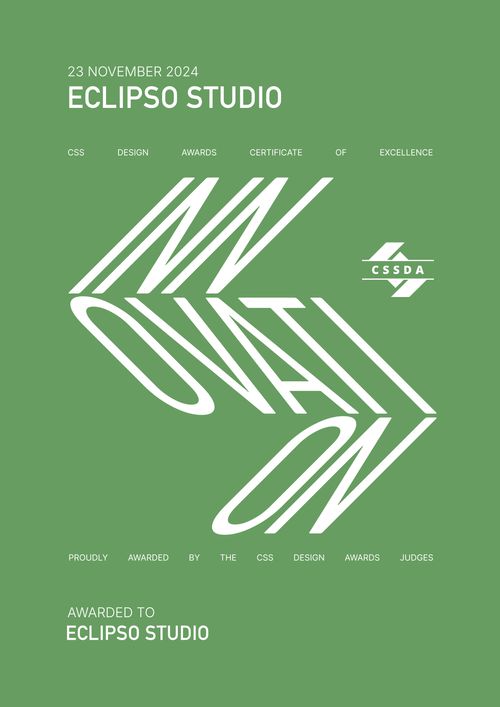 23 NOVEMBER 2024
ECLIPSO STUDIO
CSS DESIGN AWARDS CERTIFICATE OF EXCELLENCE
INN
CSSDA
OVATI
ON
PROUDLY AWARDED BY THE CSS DESIGN AWARDS JUDGES
AWARDED TO
ECLIPSO STUDIO